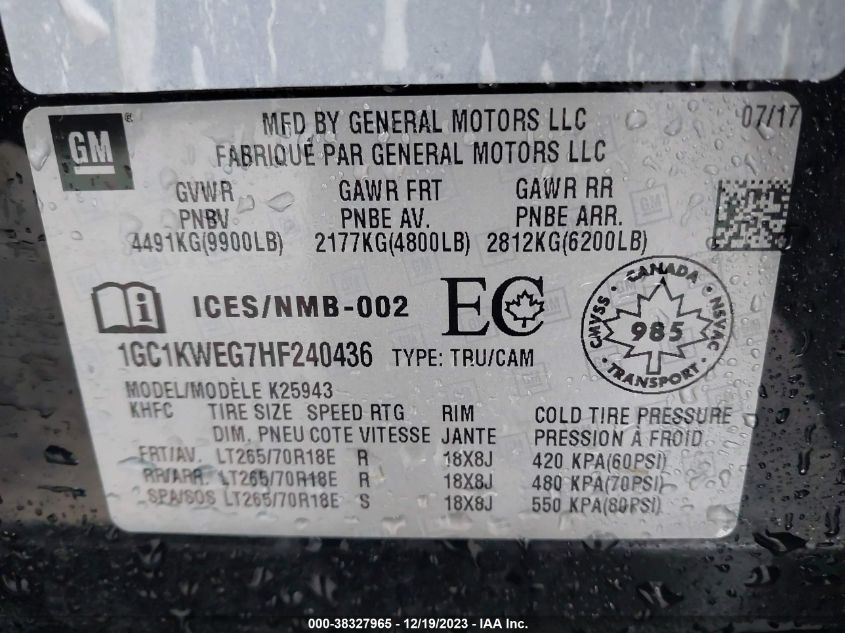 GM
MFD BY GENERAL MOTORS LLC
07/17
FABRIQUÉ PAR GENERAL MOTORS LLC
GVWR GAWR FRT GAWR RR
PNBV PNBE AV. PNBE ARR.
4491KG(9900LB) 2177KG(4800LB) 2812KG(6200LB)
i ICES/NMB-002 EC
CANADA
CMVSS 985 NSVAC
TRANSPORT
1GC1KWEG7HF240436 TYPE: TRU/CAM
MODEL/MODÈLE K25943
KHFC TIRE SIZE SPEED RTG RIM COLD TIRE PRESSURE
DIM. PNEU COTE VITESSE JANTE PRESSION À FROID
FRT/AV. LT265/70R18E R 18X8J 420 KPA(60PSI)
RR/ARR. LT265/70R18E R 18X8J 480 KPA(70PSI)
SPA/SOS LT265/70R18E S 18X8J 550 KPA(80PSI)
000-38327965 - 12/19/2023 - IAA Inc.